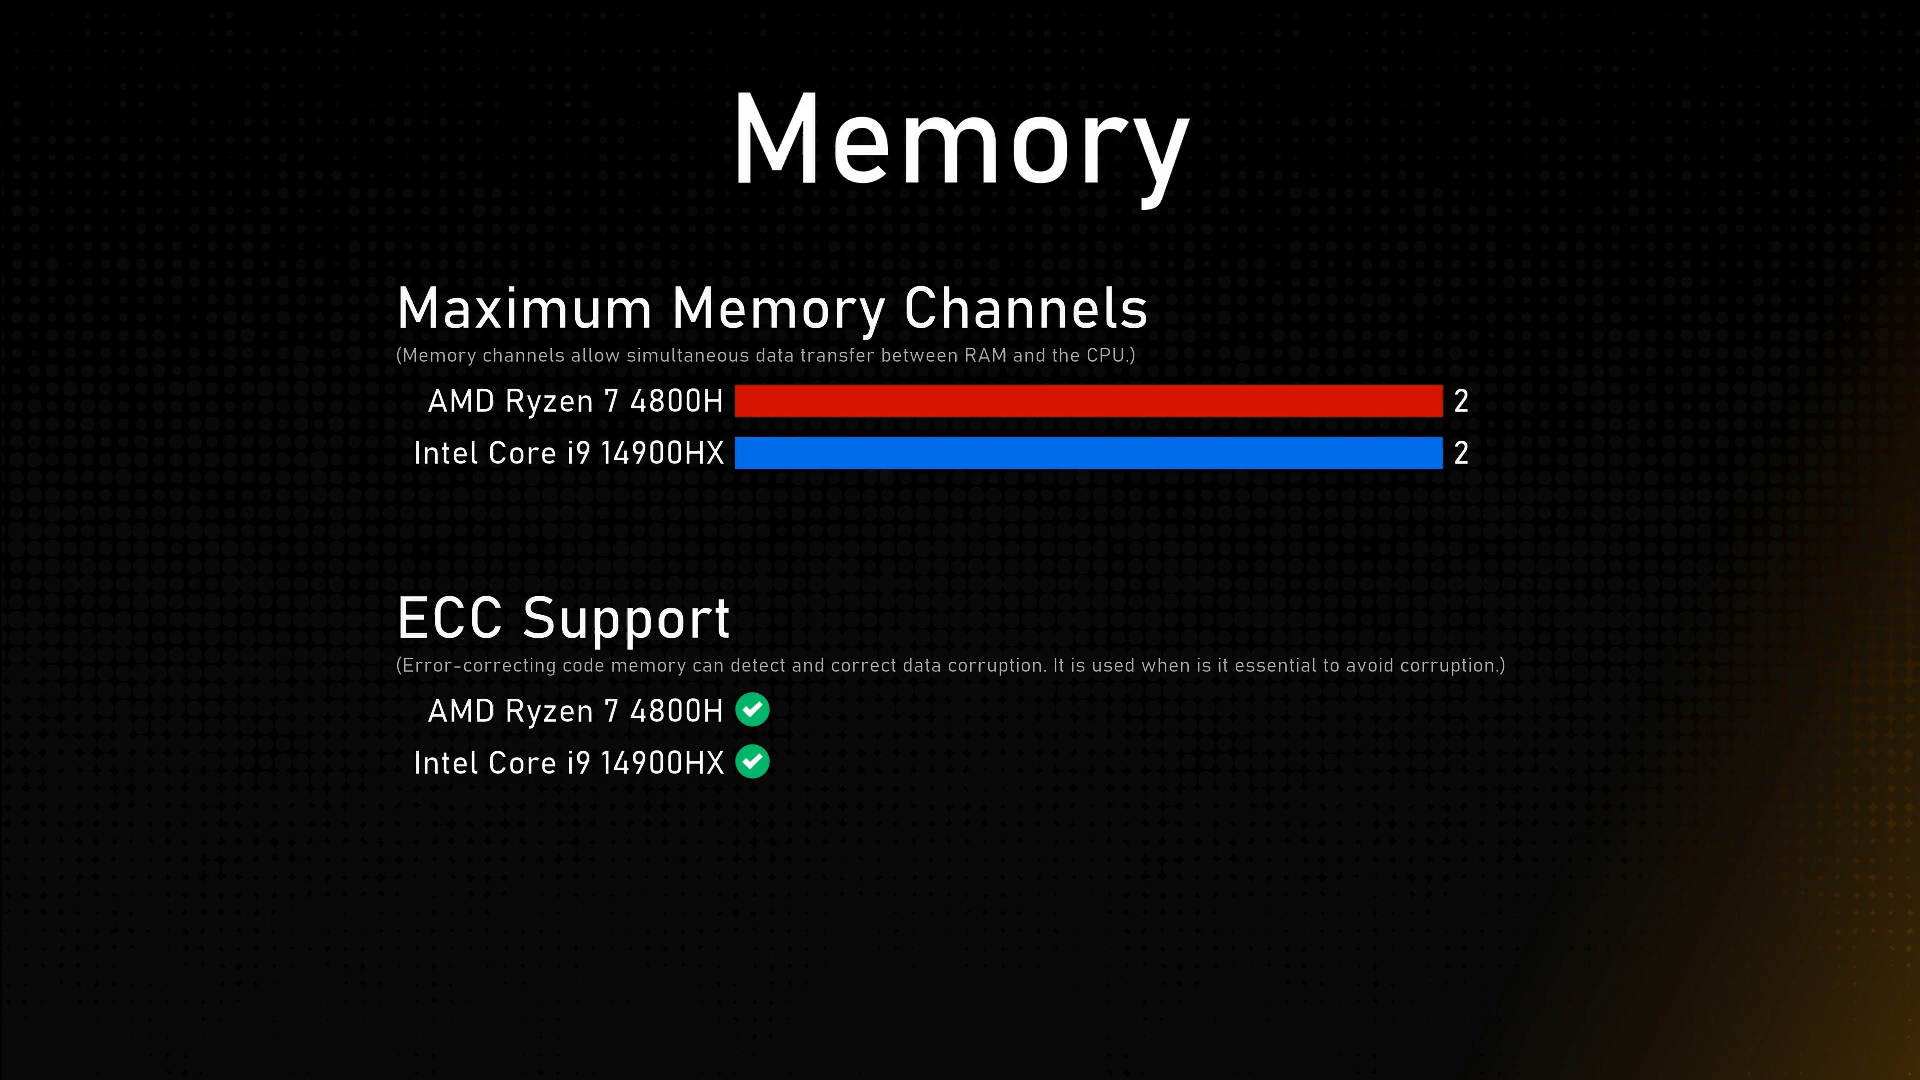 Memory
Maximum Memory Channels
(Memory channels allow simultaneous data transfer between RAM and the CPU.)
AMD Ryzen 7 4800H 2
Intel Core i9 14900HX 2
ECC Support
(Error-correcting code memory can detect and correct data corruption. It is used when is it essential to avoid corruption.)
AMD Ryzen 7 4800H
Intel Core i9 14900HX